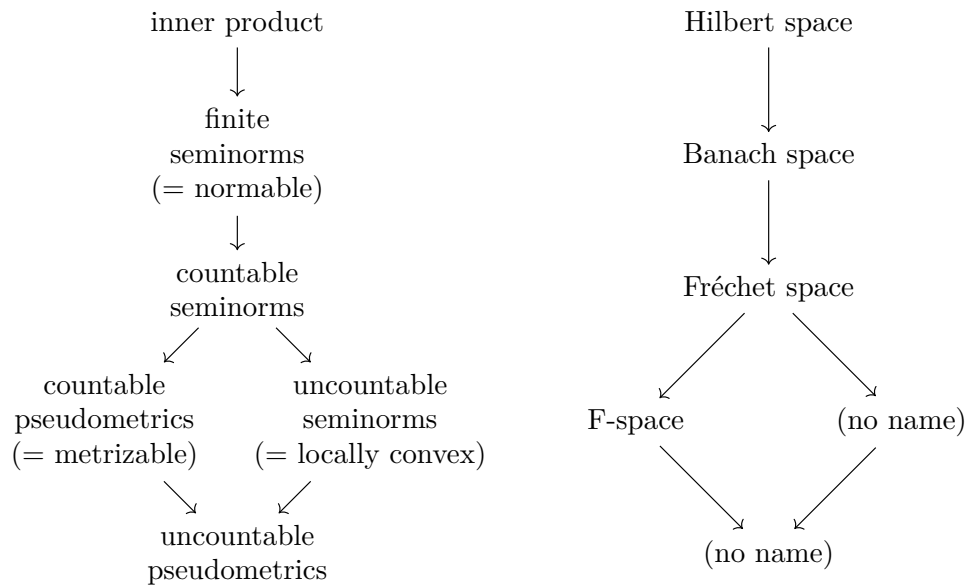 inner product
finite
seminorms
(= normable)
countable
seminorms
countable
pseudometrics
(= metrizable)
uncountable
seminorms
(= locally convex)
uncountable
pseudometrics
Hilbert space
Banach space
Fréchet space
F-space
(no name)
(no name)